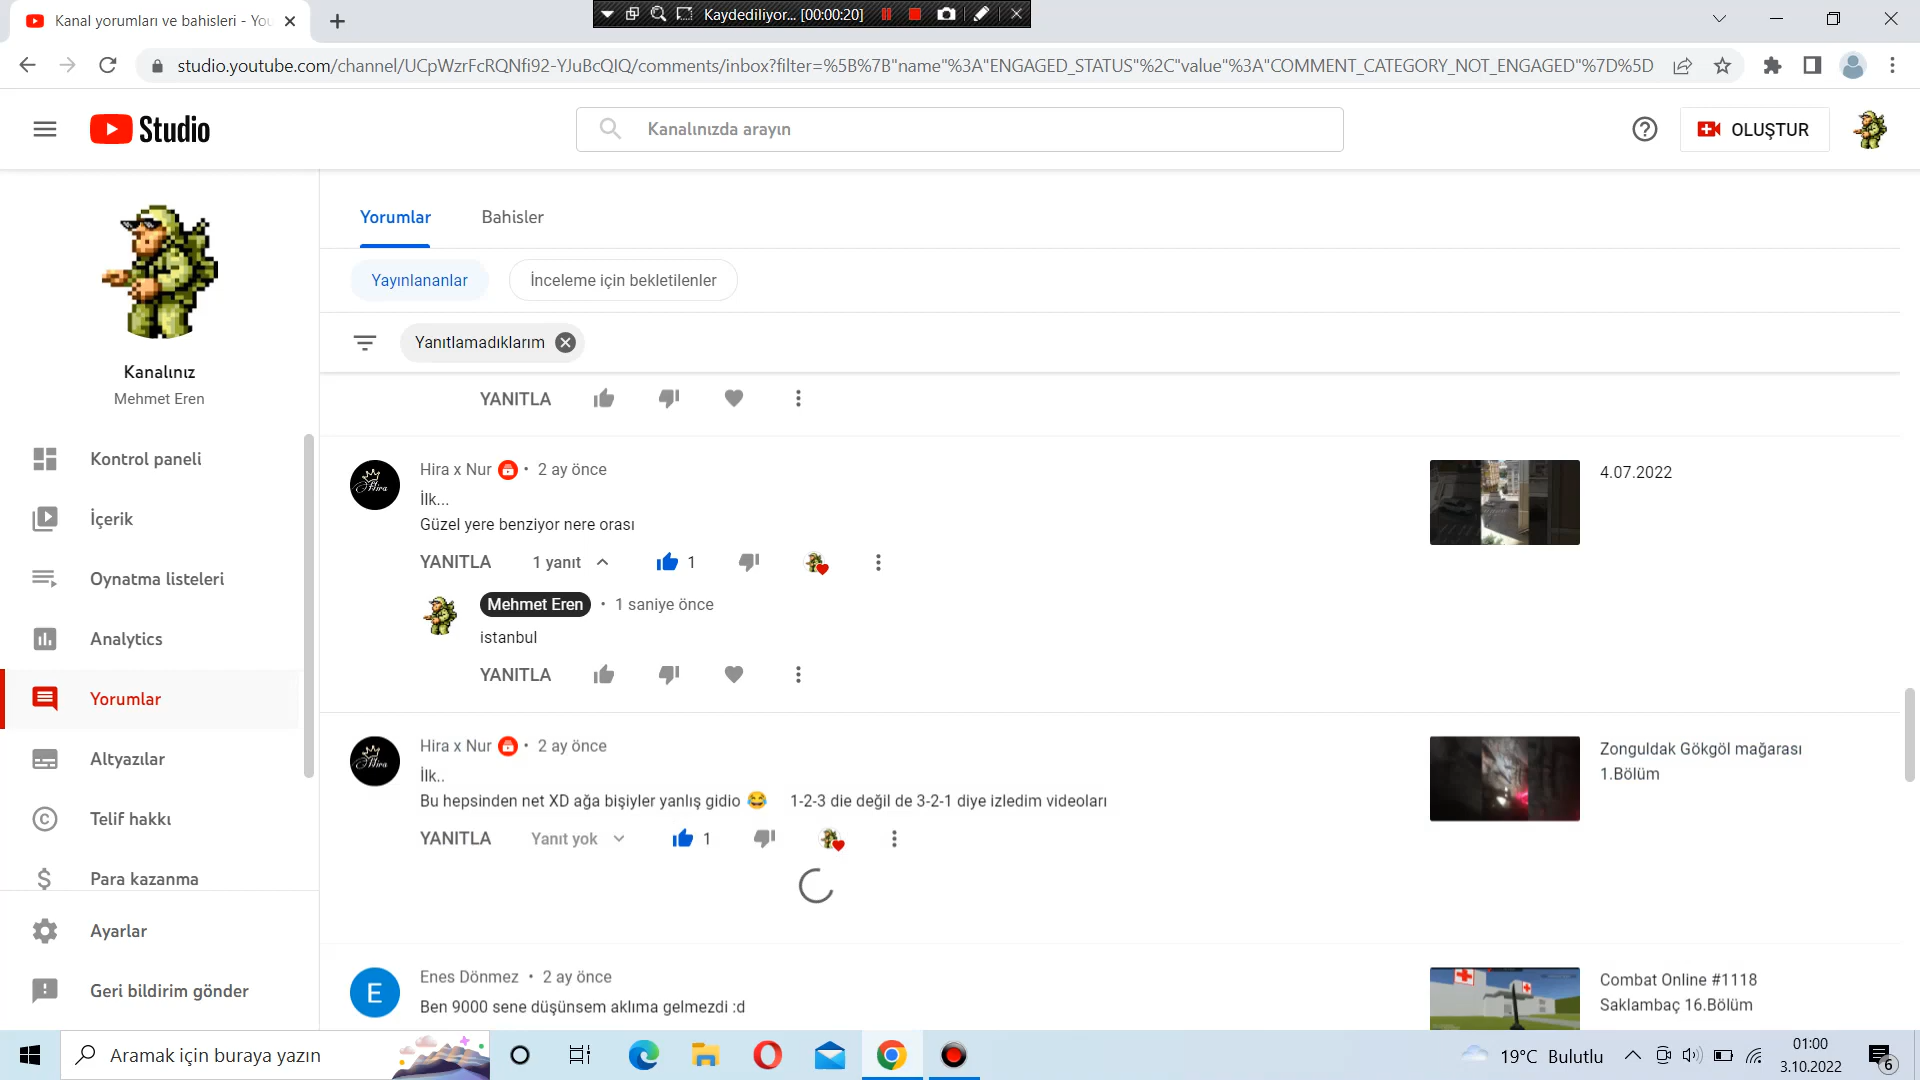 Kanal yorumları ve bahisleri - You
Kaydediliyor... [00:00:20]
studio.youtube.com/channel/UCpWzrFcRQNfi92-YJuBcQIQ/comments/inbox?filter=%5B%7B"name"%3A"ENGAGED_STATUS"%2C"value"%3A"COMMENT_CATEGORY_NOT_ENGAGED"%7D%5D
Studio
Kanalınızda arayın
OLUŞTUR
Kanalınız
Mehmet Eren
Kontrol paneli
İçerik
Oynatma listeleri
Analytics
Yorumlar
Altyazılar
Telif hakkı
Para kazanma
Ayarlar
Geri bildirim gönder
Yorumlar Bahisler
Yayınlananlar İnceleme için bekletilenler
Yanıtlamadıklarım
YANITLA
Hira x Nur • 2 ay önce
İlk...
Güzel yere benziyor nere orası
YANITLA 1 yanıt 1
4.07.2022
Mehmet Eren • 1 saniye önce
istanbul
YANITLA
Hira x Nur • 2 ay önce
İlk..
Bu hepsinden net XD ağa bişiyler yanlış gidio 😂 1-2-3 die değil de 3-2-1 diye izledim videoları
YANITLA Yanıt yok 1
Zonguldak Gökgöl mağarası
1.Bölüm
E
Enes Dönmez • 2 ay önce
Ben 9000 sene düşünsem aklıma gelmezdi :d
Combat Online #1118
Saklambaç 16.Bölüm
Aramak için buraya yazın
19°C Bulutlu
01:00
3.10.2022
6